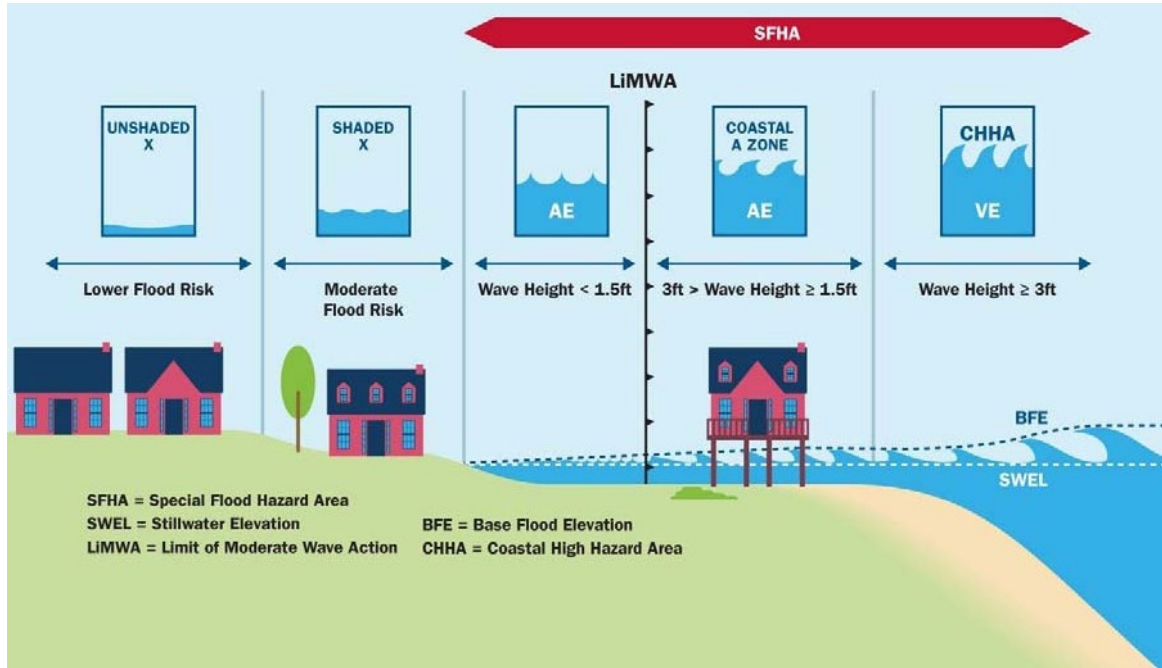 SFHA
LiMWA
UNSHADED
X
SHADED
X
AE
COASTAL
A ZONE
AE
CHHA
VE
Lower Flood Risk
Moderate
Flood Risk
Wave Height < 1.5ft
3ft > Wave Height ≥ 1.5ft
Wave Height ≥ 3ft
BFE
SWEL
SFHA = Special Flood Hazard Area
SWEL = Stillwater Elevation
LiMWA = Limit of Moderate Wave Action
BFE = Base Flood Elevation
CHHA = Coastal High Hazard Area